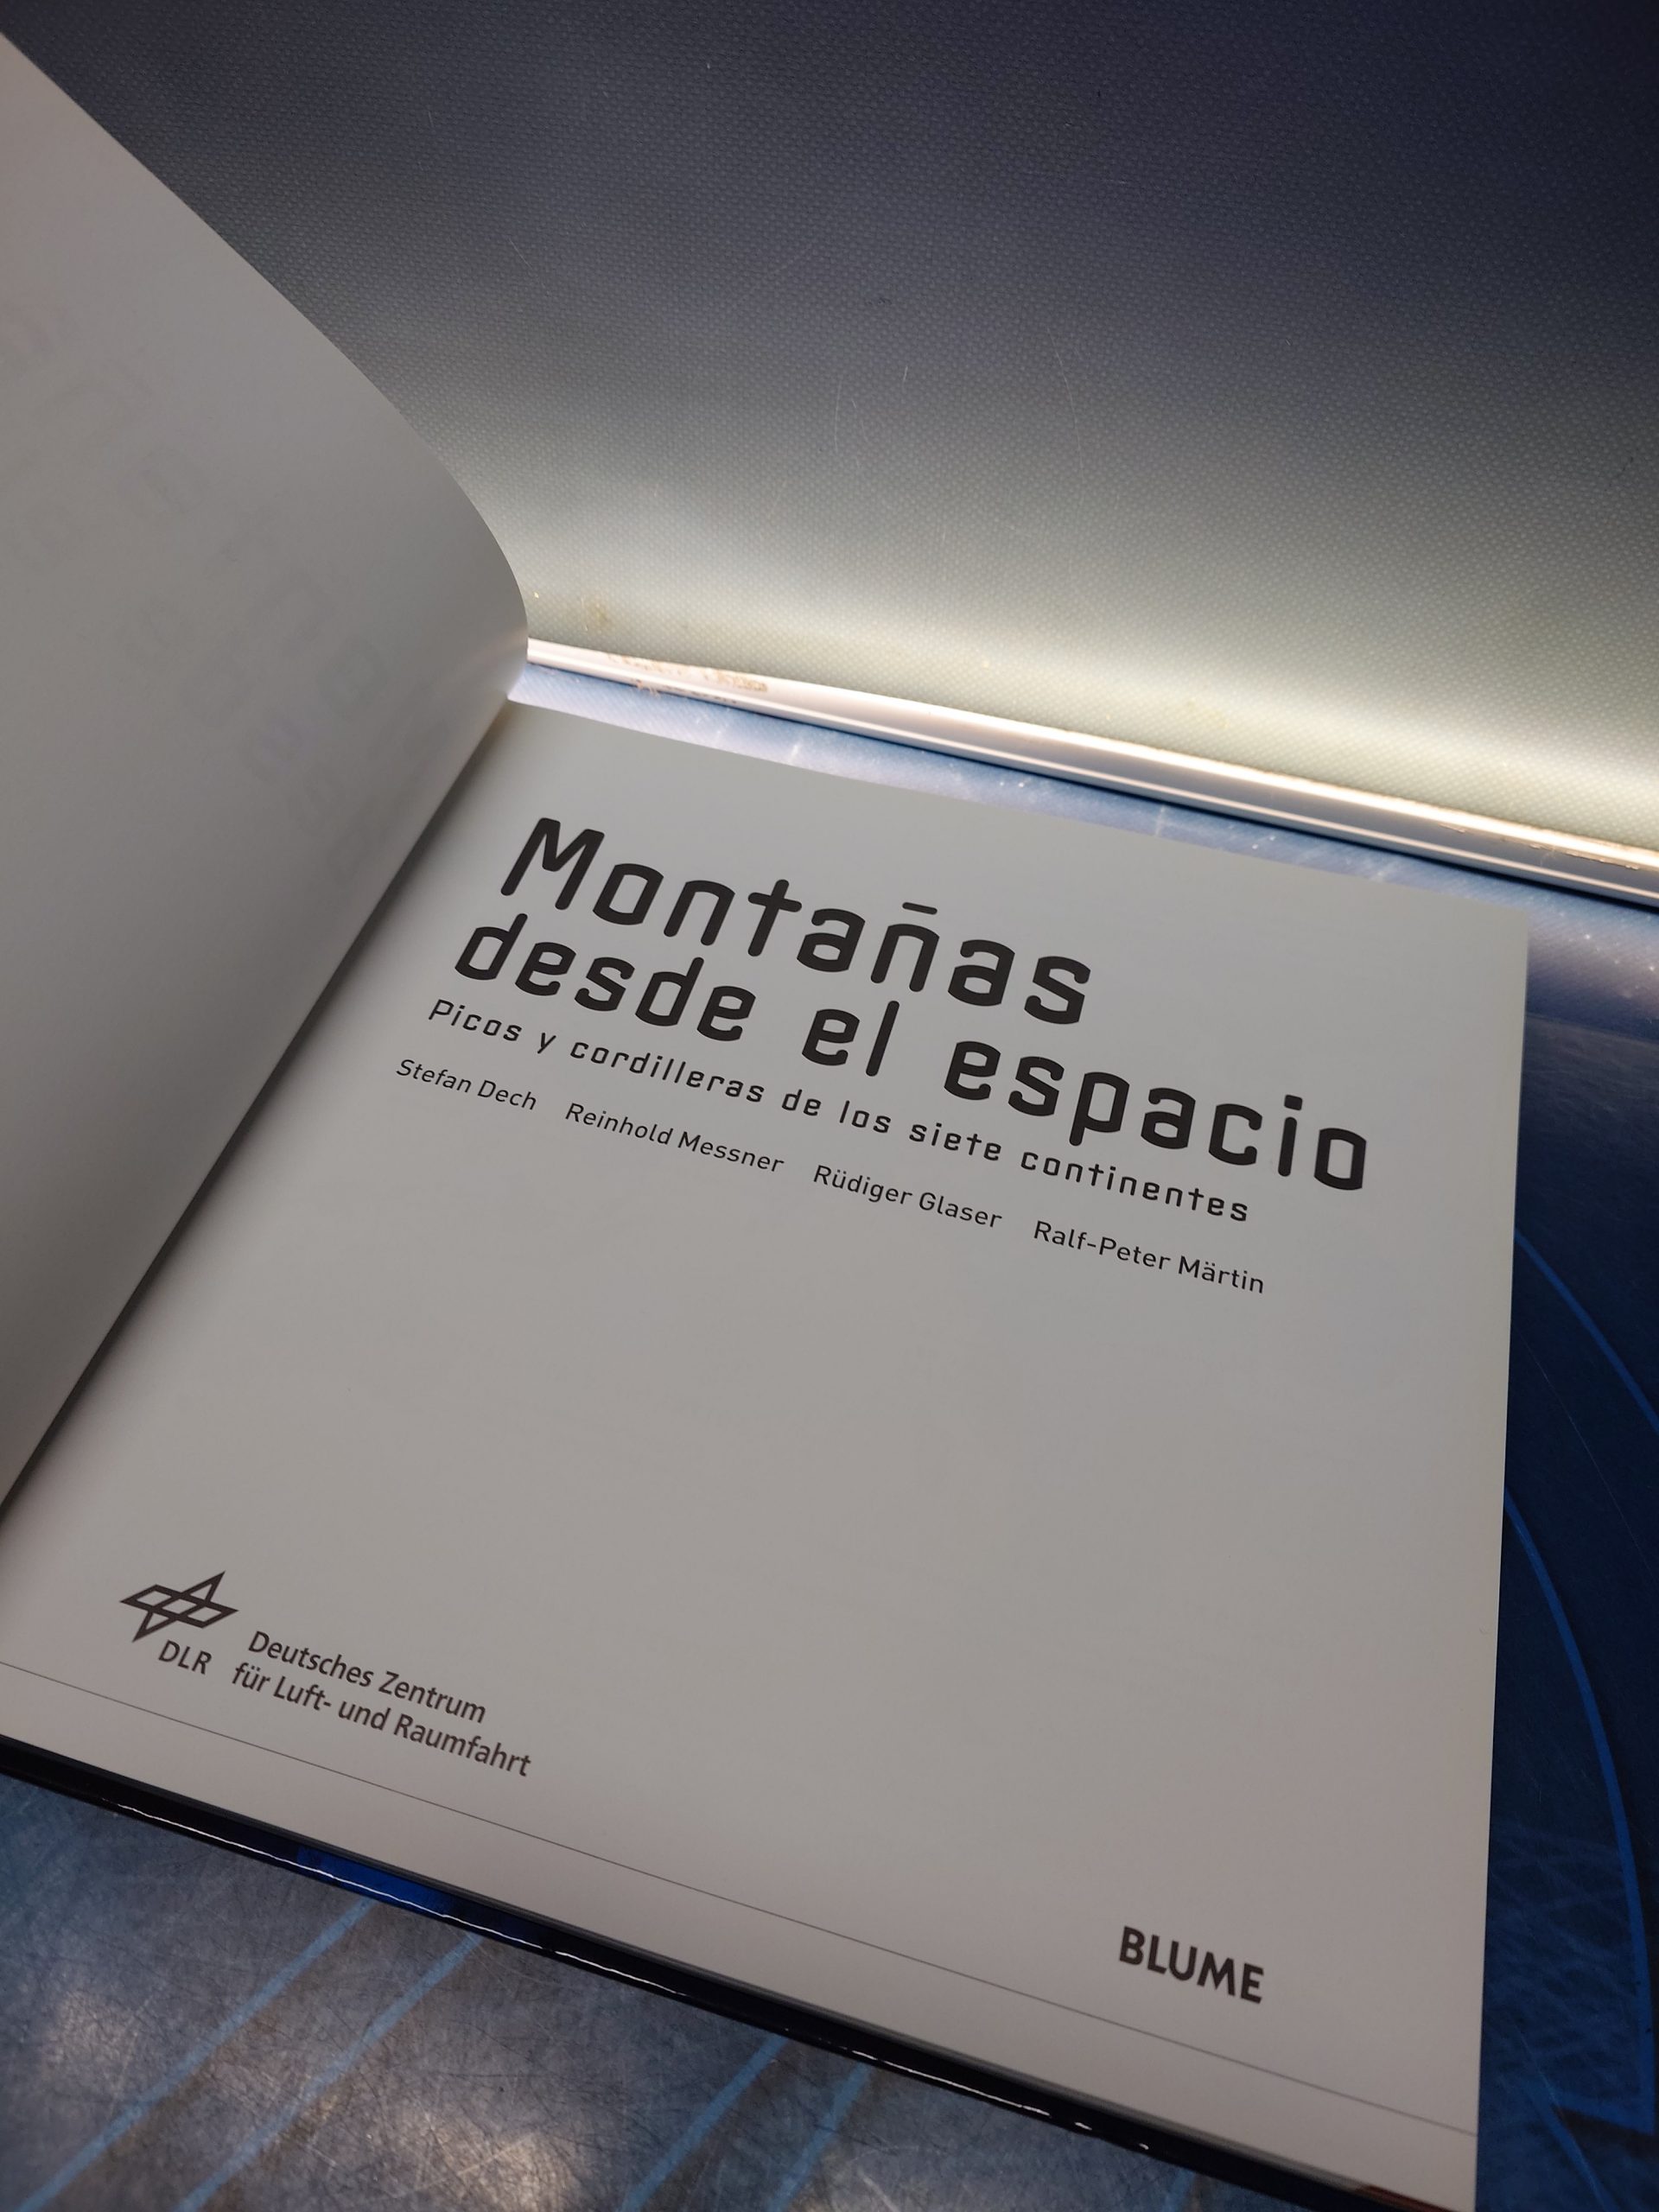 Montañas
desde el espacio
Picos y cordilleras de los siete continentes
Stefan Dech Reinhold Messner Rüdiger Glaser Ralf-Peter Märtin
DLR
Deutsches Zentrum
für Luft- und Raumfahrt
BLUME